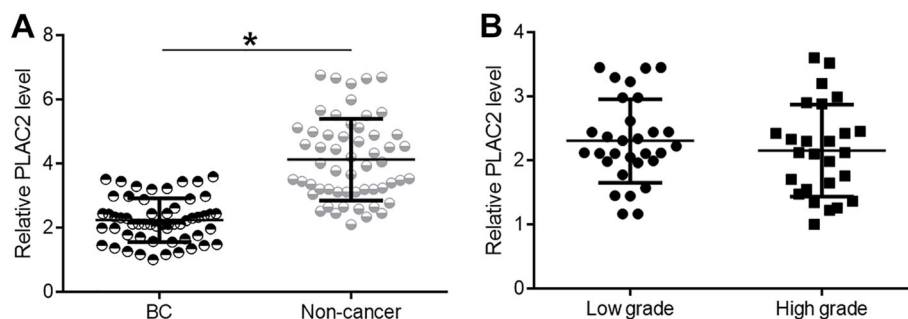 A
Relative PLAC2 level
8
6
4
2
0
*
BC
Non-cancer
B
Relative PLAC2 level
4
3
2
1
0
Low grade
High grade